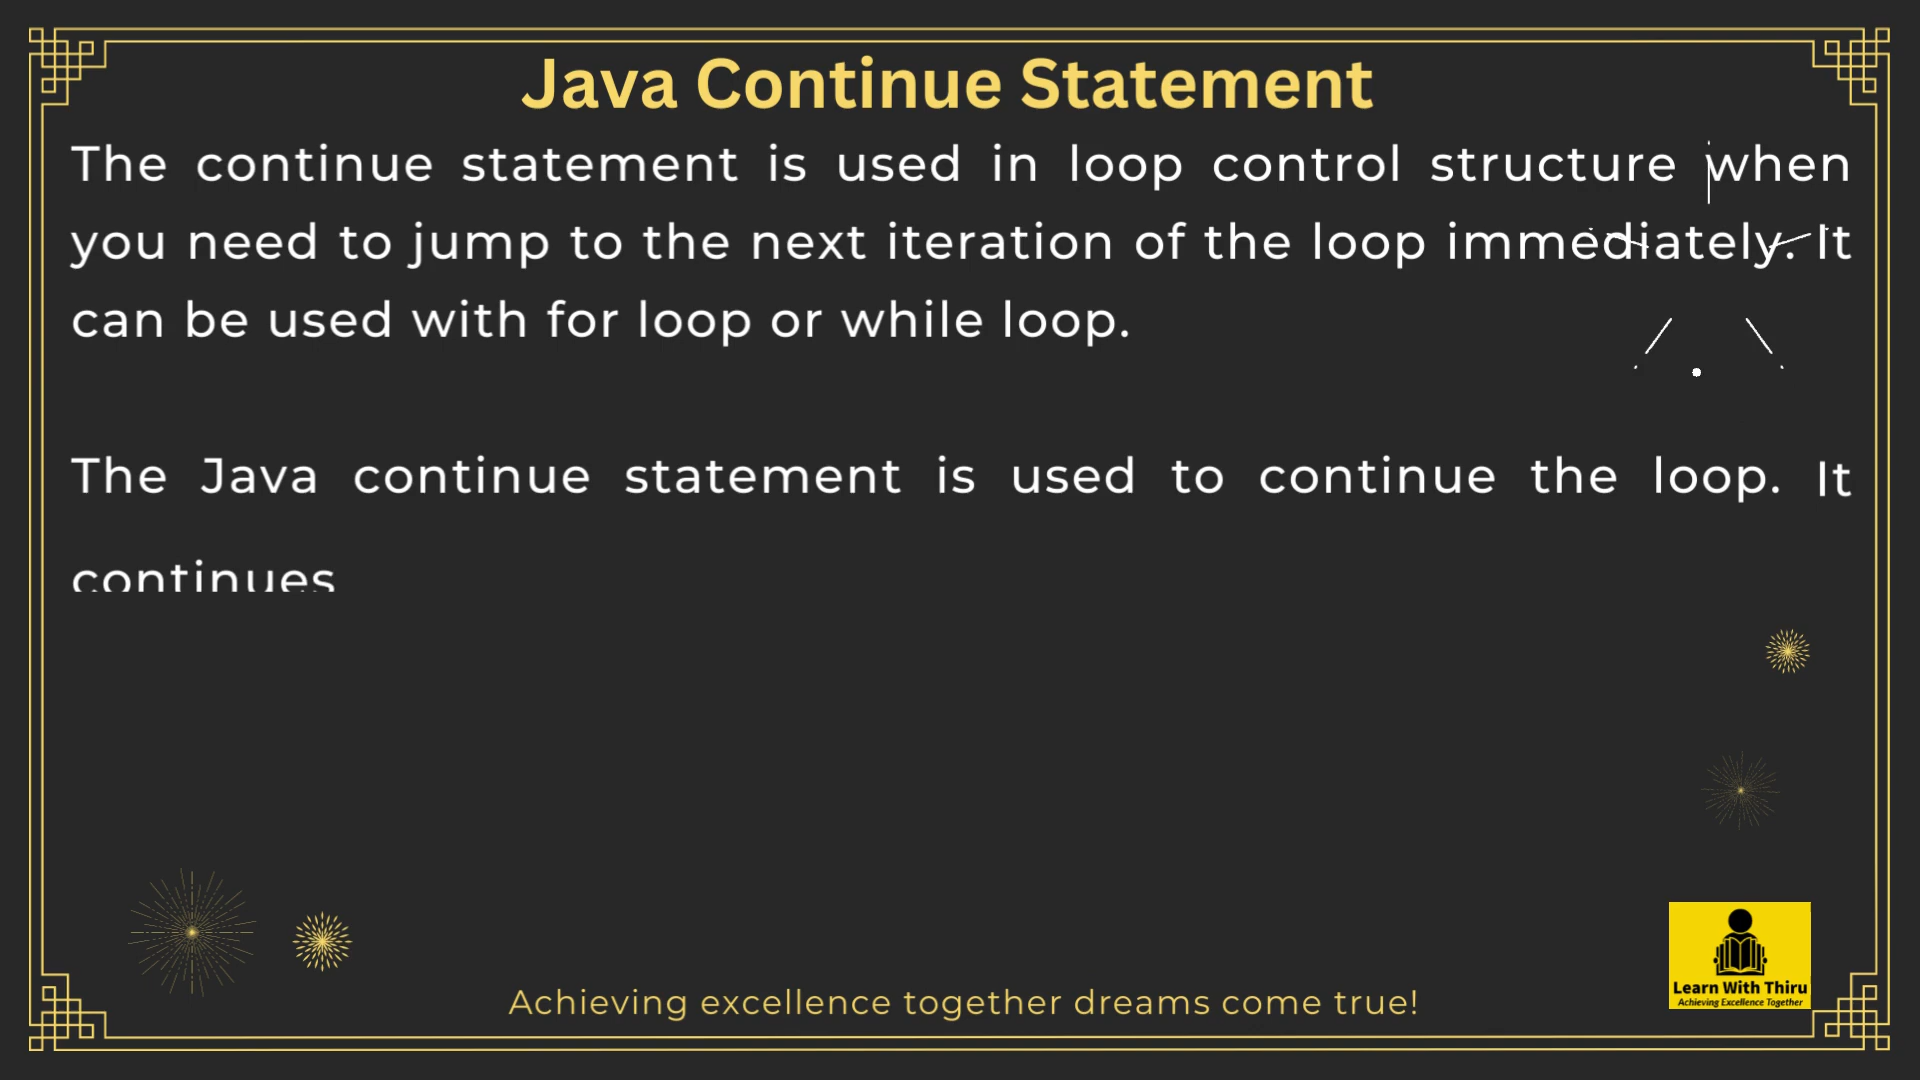 Java Continue Statement
The continue statement is used in loop control structure when
you need to jump to the next iteration of the loop immediately. It
can be used with for loop or while loop.
The Java continue statement is used to continue the loop. It
continues
Achieving excellence together dreams come true!
Learn With Thiru
Achieving Excellence Together